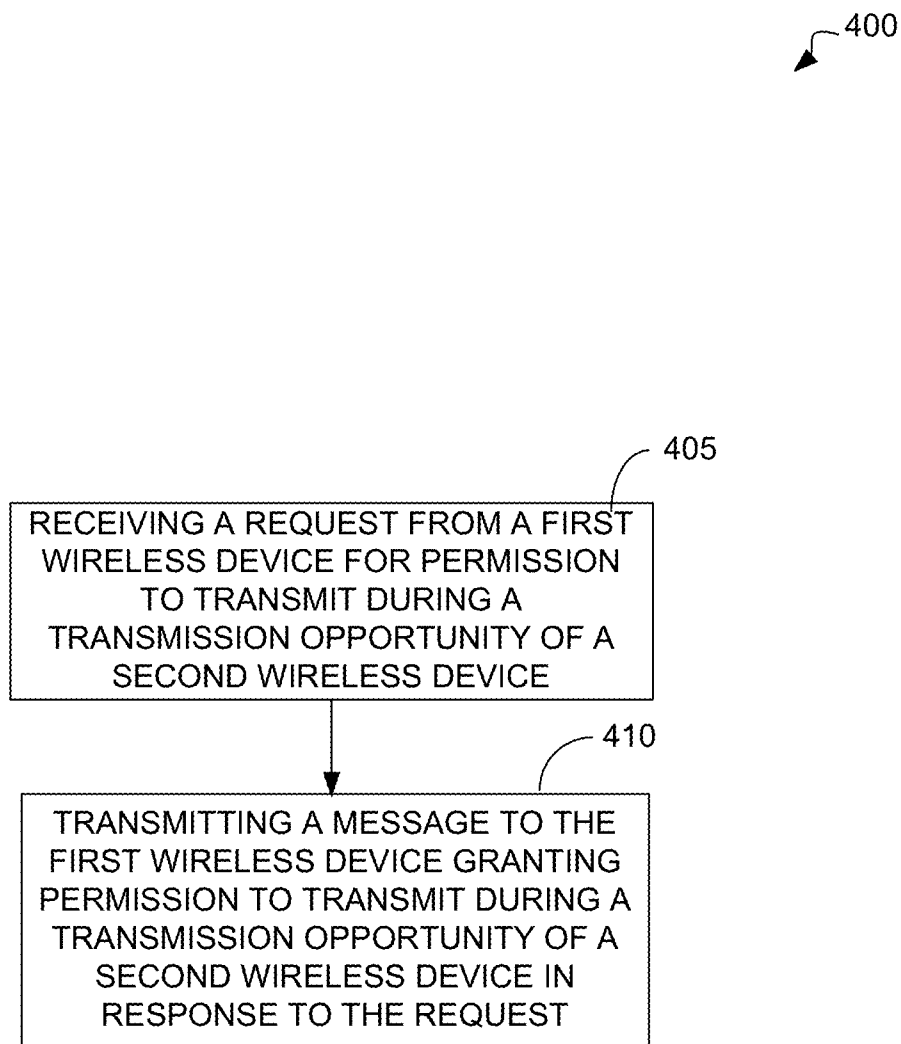 400
405
RECEIVING A REQUEST FROM A FIRST
WIRELESS DEVICE FOR PERMISSION
TO TRANSMIT DURING A
TRANSMISSION OPPORTUNITY OF A
SECOND WIRELESS DEVICE
410
TRANSMITTING A MESSAGE TO THE
FIRST WIRELESS DEVICE GRANTING
PERMISSION TO TRANSMIT DURING A
TRANSMISSION OPPORTUNITY OF A
SECOND WIRELESS DEVICE IN
RESPONSE TO THE REQUEST